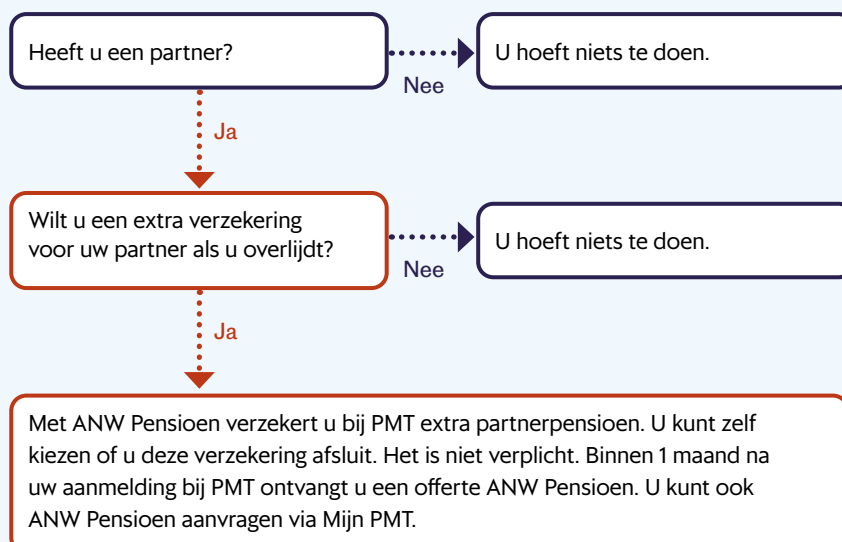 Heeft u een partner?
Nee
U hoeft niets te doen.
Ja
Wilt u een extra verzekering
voor uw partner als u overlijdt?
Nee
U hoeft niets te doen.
Ja
Met ANW Pensioen verzekert u bij PMT extra partnerpensioen. U kunt zelf
kiezen of u deze verzekering afsluit. Het is niet verplicht. Binnen 1 maand na
uw aanmelding bij PMT ontvangt u een offerte ANW Pensioen. U kunt ook
ANW Pensioen aanvragen via Mijn PMT.